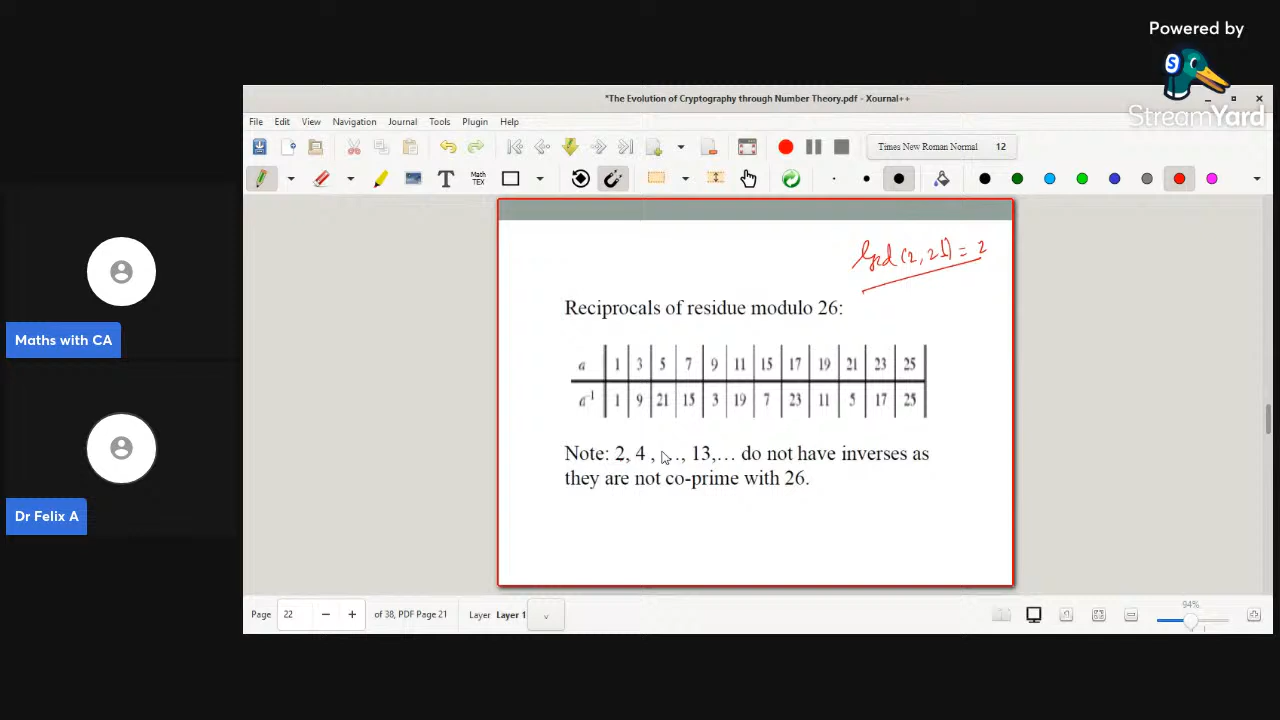 Powered by
S
StreamYard
*The Evolution of Cryptography through Number Theory.pdf - Xournal++
File Edit View Navigation Journal Tools Plugin Help
Times New Roman Normal 12
T Math TEX
Gcd(2,26) = 2
Reciprocals of residue modulo 26:
a 1 3 5 7 9 11 15 17 19 21 23 25
a-1 1 9 21 15 3 19 7 23 11 5 17 25
Note: 2, 4 , …, 13,… do not have inverses as
they are not co-prime with 26.
Maths with CA
Dr Felix A
Page 22 − + of 38, PDF Page 21 Layer Layer 1 v
94%